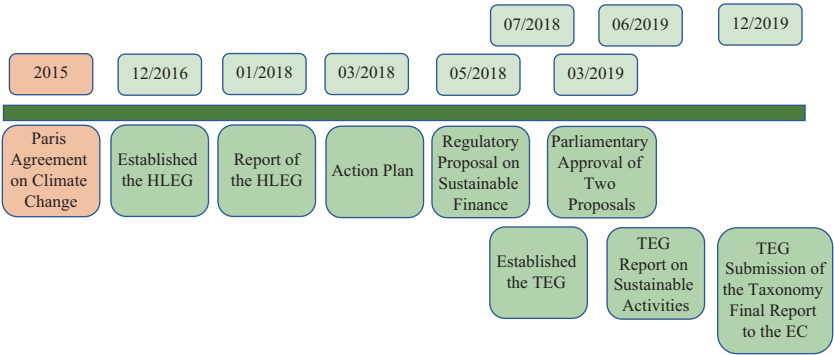 07/2018
06/2019
12/2019
2015
12/2016
01/2018
03/2018
05/2018
03/2019
Paris
Agreement
on Climate
Change
Established
the HLEG
Report of
the HLEG
Action Plan
Regulatory
Proposal on
Sustainable
Finance
Parliamentary
Approval of
Two
Proposals
Established
the TEG
TEG
Report on
Sustainable
Activities
TEG
Submission of
the Taxonomy
Final Report
to the EC